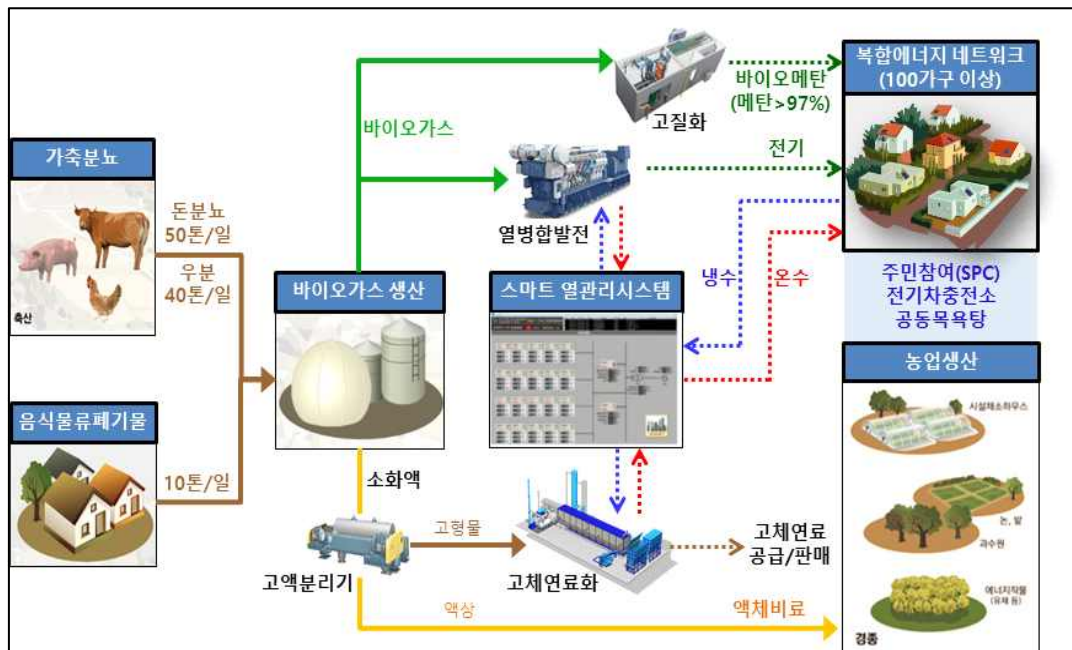 가축분뇨
축산
돈분뇨
50톤/일
우분
40톤/일
음식물류폐기물
10톤/일
바이오가스
바이오가스 생산
소화액
고액분리기
고형물
액상
액체비료
고질화
바이오메탄
(메탄>97%)
열병합발전
전기
스마트 열관리시스템
냉수
온수
고체연료화
고체연료
공급/판매
복합에너지 네트워크
(100가구 이상)
주민참여(SPC)
전기차충전소
공동목욕탕
농업생산
시설채소하우스
논, 밭
과수원
에너지작물
(유채 등)
경종